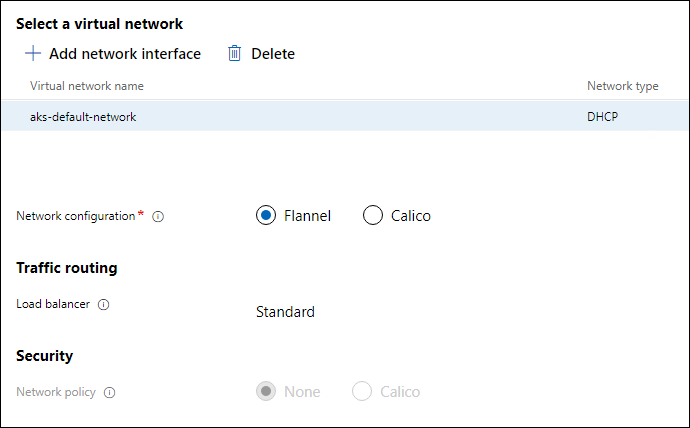 Select a virtual network
+ Add network interface Delete
Virtual network name Network type
aks-default-network DHCP
Network configuration * Flannel Calico
Traffic routing
Load balancer Standard
Security
Network policy None Calico